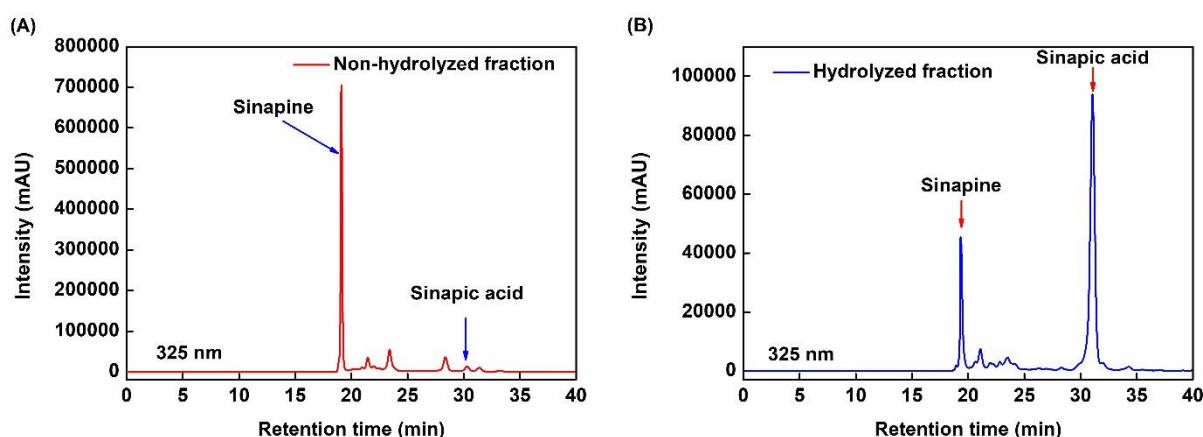 (A)
Intensity (mAU)
800000
700000
600000
500000
400000
300000
200000
100000
0
Non-hydrolyzed fraction
Sinapine
Sinapic acid
325 nm
0 5 10 15 20 25 30 35 40
Retention time (min)
(B)
Intensity (mAU)
100000
80000
60000
40000
20000
0
Hydrolyzed fraction
Sinapic acid
Sinapine
325 nm
0 5 10 15 20 25 30 35 40
Retention time (min)